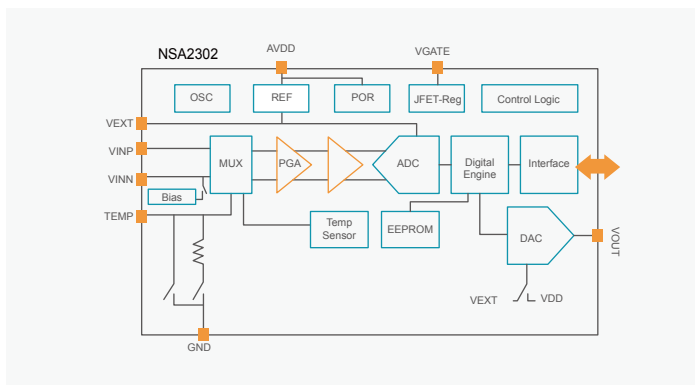 NSA2302
AVDD
VGATE
OSC
REF
POR
JFET-Reg
Control Logic
VEXT
VINP
VINN
Bias
TEMP
MUX
PGA
ADC
Digital
Engine
Interface
Temp
Sensor
EEPROM
DAC
VOUT
VEXT
VDD
GND